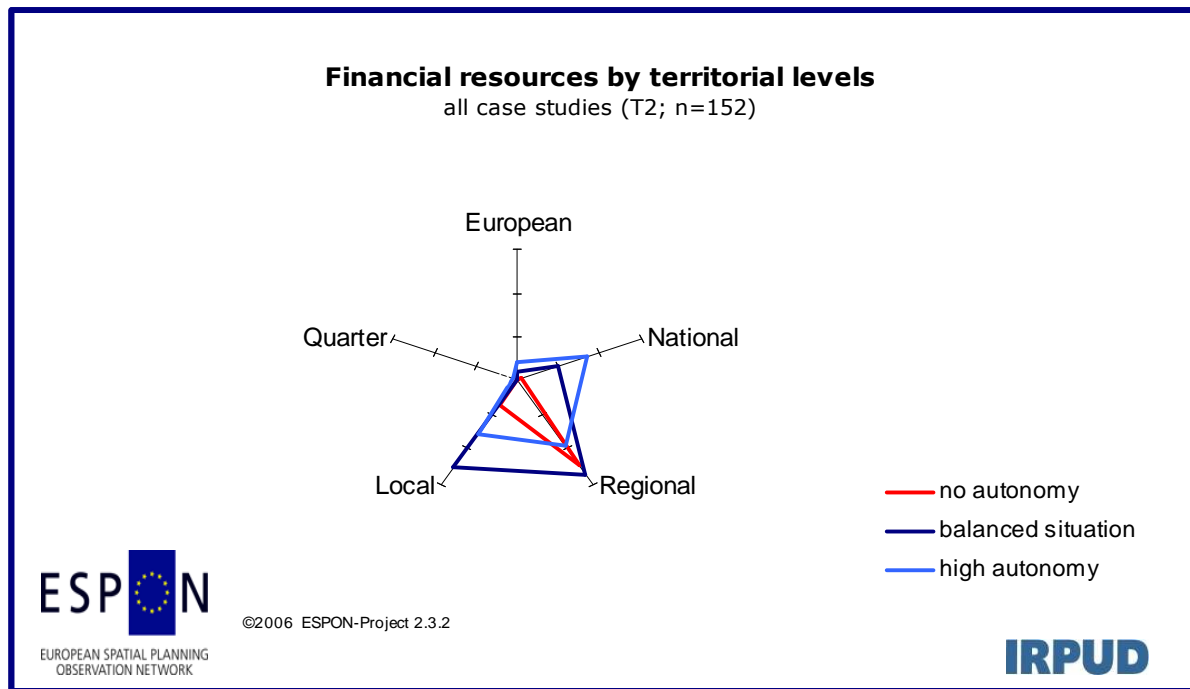 Financial resources by territorial levels
all case studies (T2; n=152)
European
Quarter
National
Local
Regional
no autonomy
balanced situation
high autonomy
ESPON
EUROPEAN SPATIAL PLANNING
OBSERVATION NETWORK
©2006 ESPON-Project 2.3.2
IRPUD